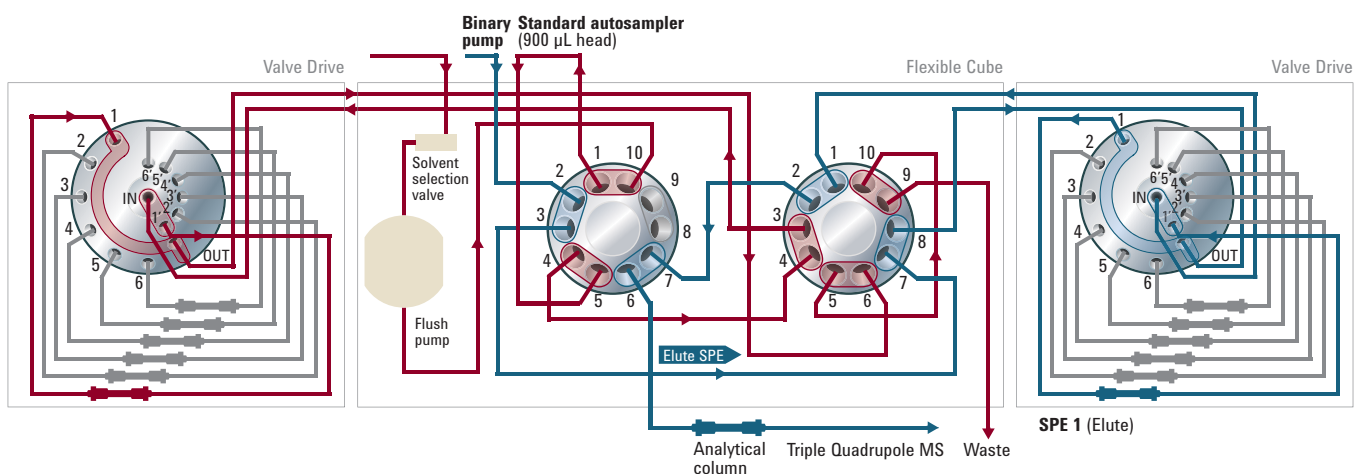 Binary Standard autosampler
pump (900 µL head)
Valve Drive
Flexible Cube
Valve Drive
1
2
3
4
5
6
6'
5'
4'
3'
2'
1'
IN
OUT
Solvent
selection
valve
Flush
pump
1
10
2
9
3
8
4
7
5
6
1
10
2
9
3
8
4
7
5
6
Elute SPE
1
2
3
4
5
6
6'
5'
4'
3'
2'
1'
IN
OUT
SPE 1 (Elute)
Analytical
column
Triple Quadrupole MS
Waste